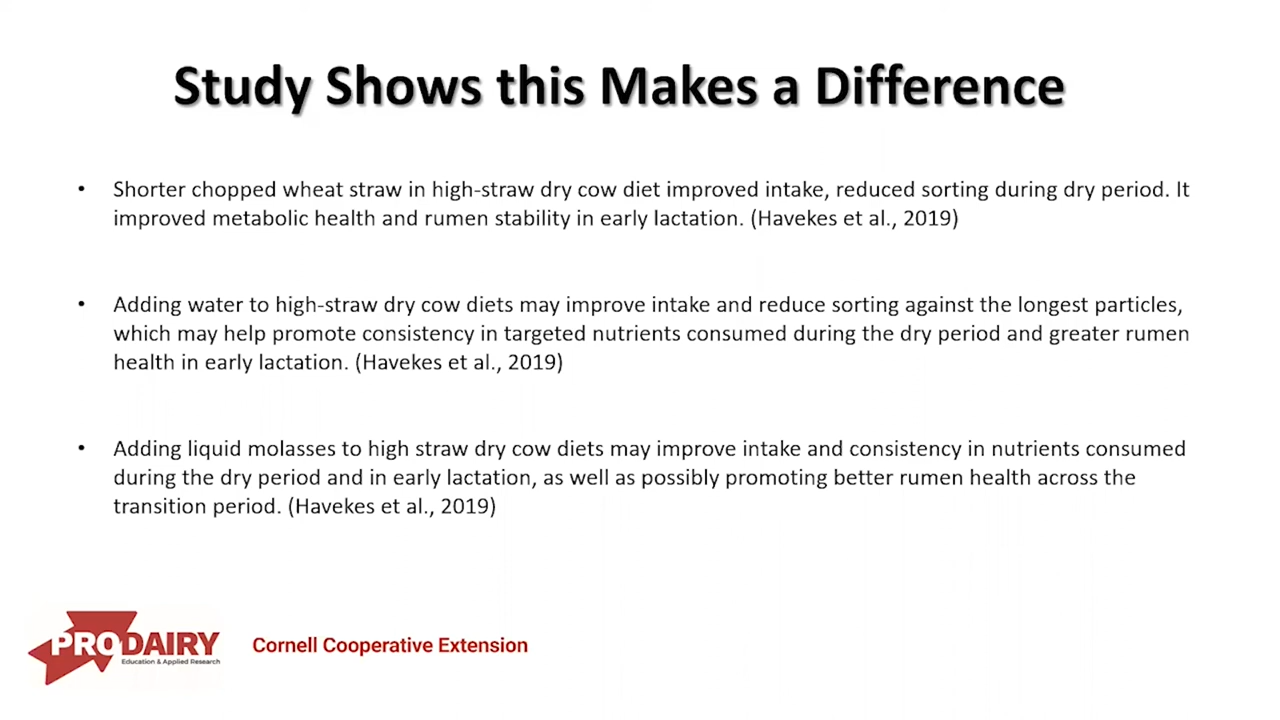 Study Shows this Makes a Difference
• Shorter chopped wheat straw in high-straw dry cow diet improved intake, reduced sorting during dry period. It
improved metabolic health and rumen stability in early lactation. (Havekes et al., 2019)
• Adding water to high-straw dry cow diets may improve intake and reduce sorting against the longest particles,
which may help promote consistency in targeted nutrients consumed during the dry period and greater rumen
health in early lactation. (Havekes et al., 2019)
• Adding liquid molasses to high straw dry cow diets may improve intake and consistency in nutrients consumed
during the dry period and in early lactation, as well as possibly promoting better rumen health across the
transition period. (Havekes et al., 2019)
PRODAIRY
Education & Applied Research
Cornell Cooperative Extension